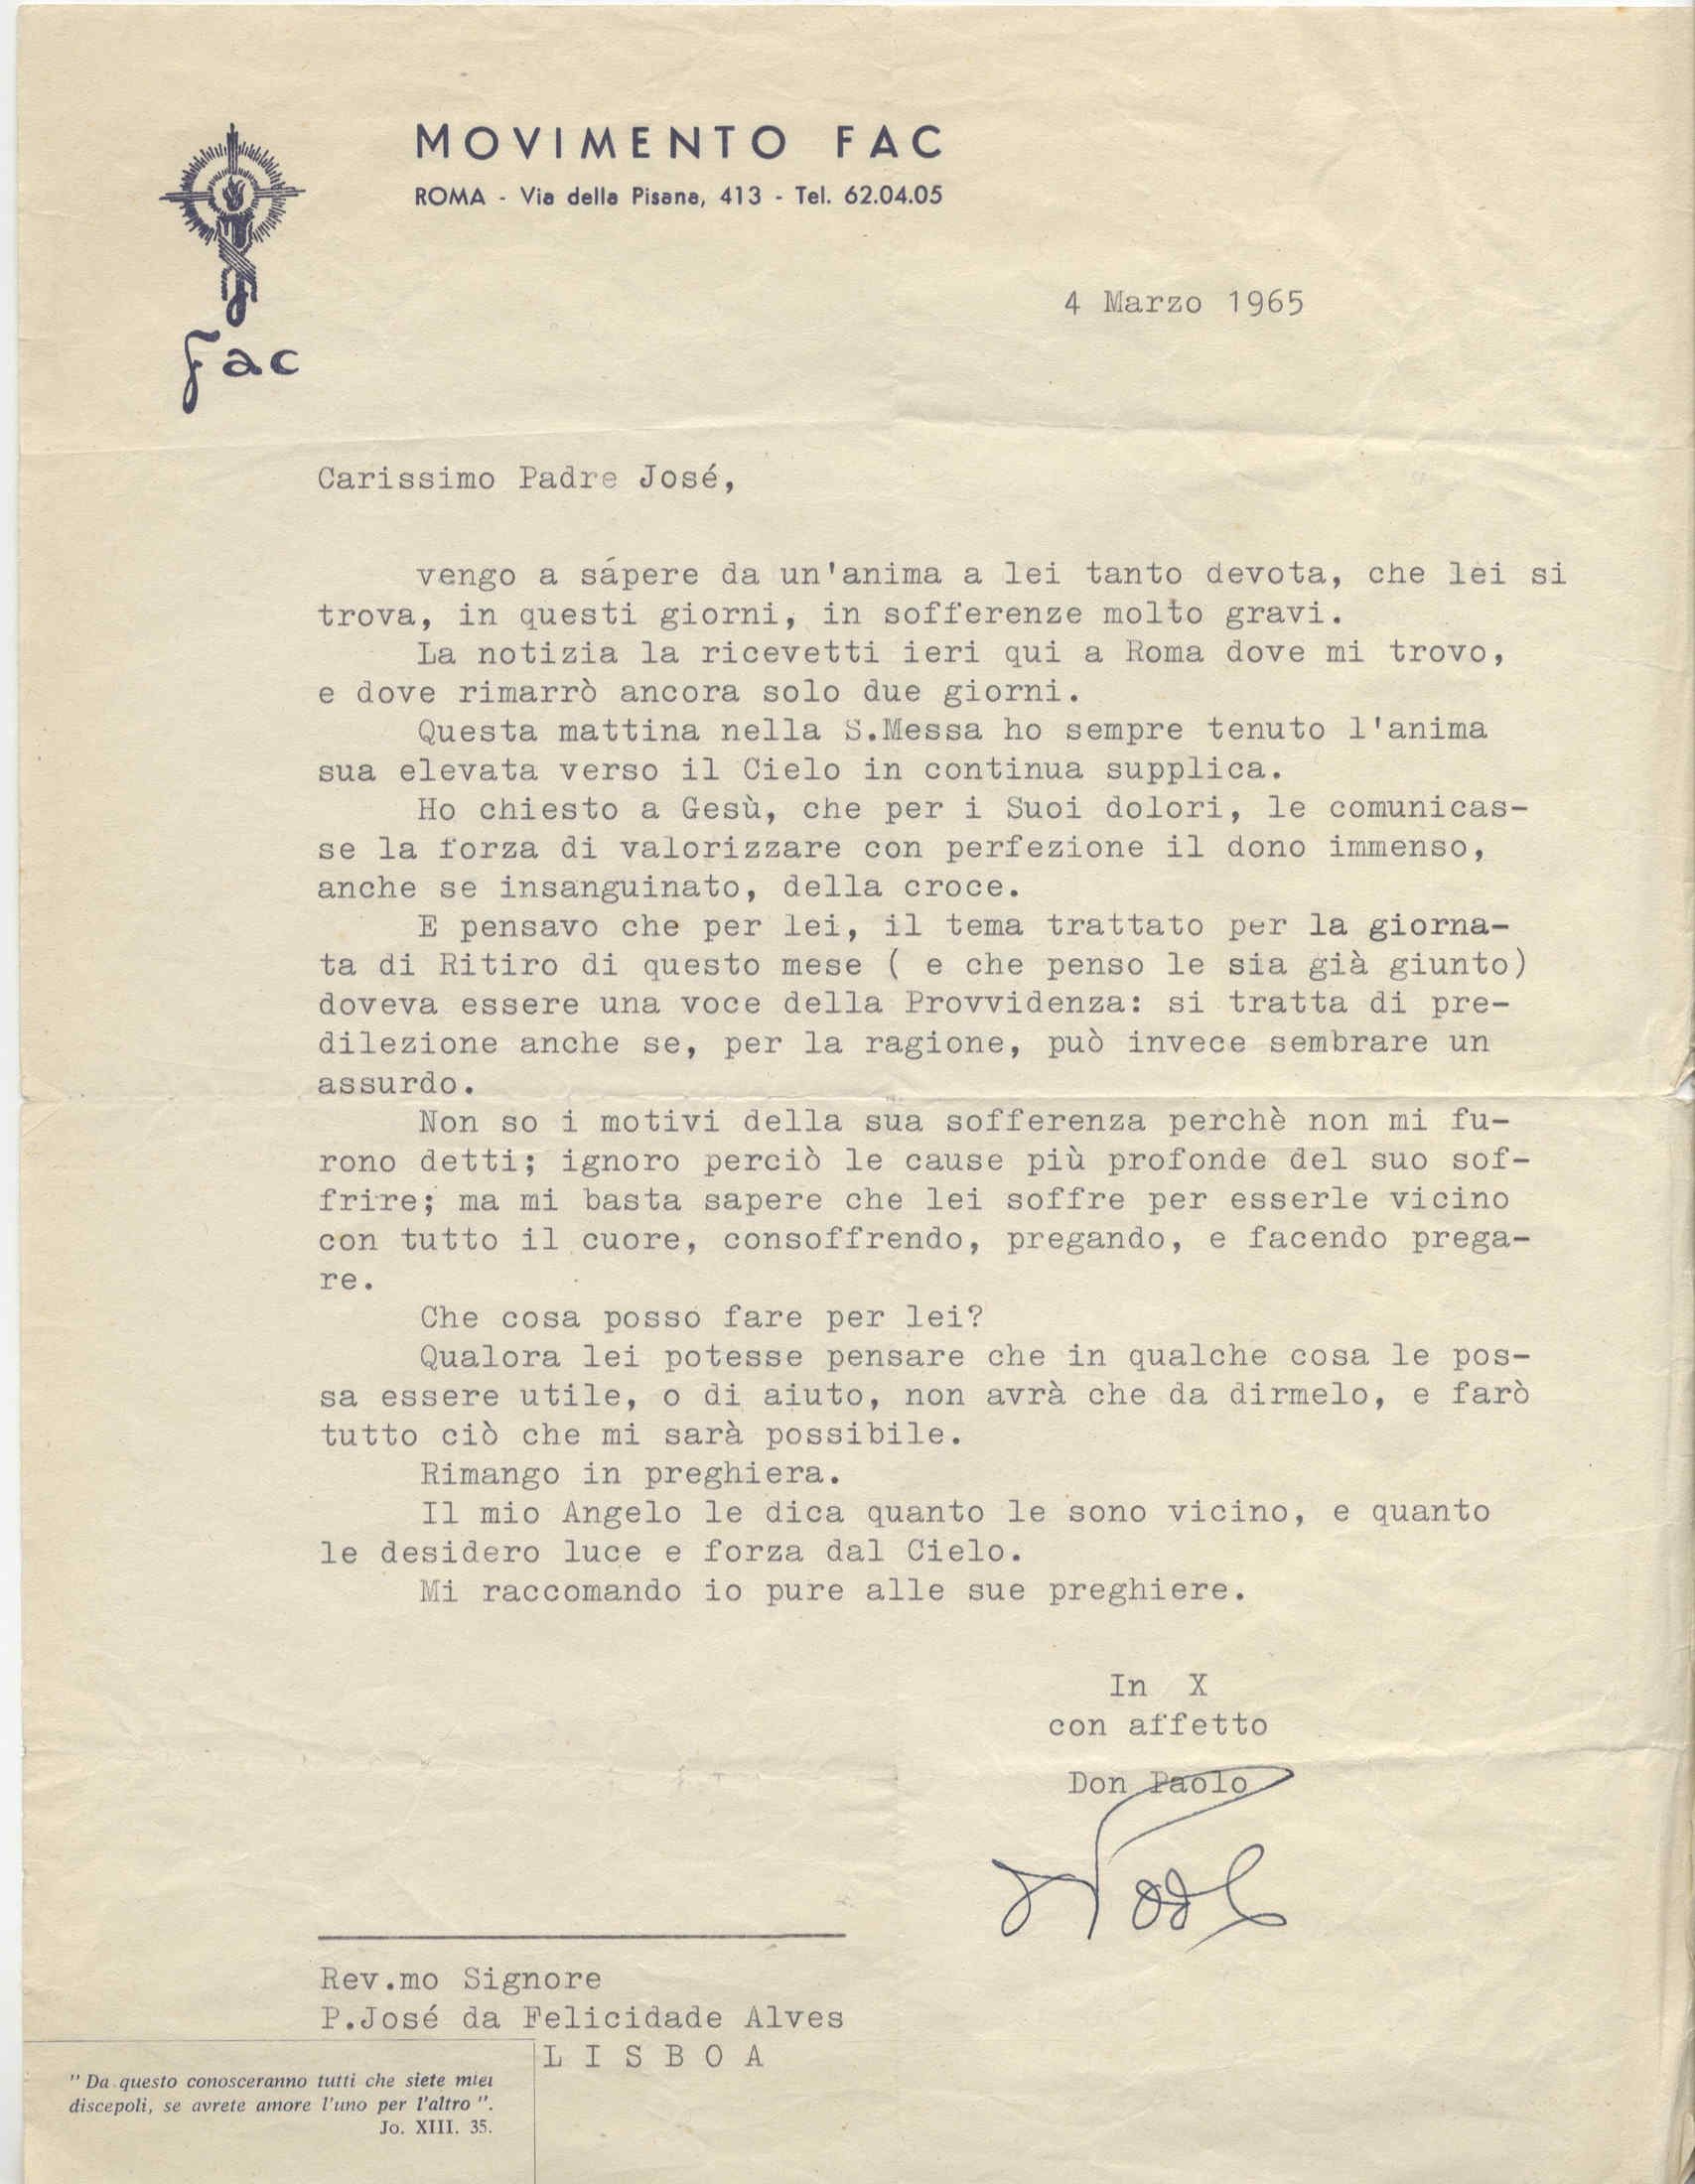 MOVIMENTO FAC
ROMA - Via della Pisana, 413 - Tel. 62.04.05
fac
4 Marzo 1965
Carissimo Padre José,
vengo a sápere da un'anima a lei tanto devota, che lei si
trova, in questi giorni, in sofferenze molto gravi.
La notizia la ricevetti ieri qui a Roma dove mi trovo,
e dove rimarrò ancora solo due giorni.
Questa mattina nella S.Messa ho sempre tenuto l'anima
sua elevata verso il Cielo in continua supplica.
Ho chiesto a Gesù, che per i Suoi dolori, le comunicas-
se la forza di valorizzare con perfezione il dono immenso,
anche se insanguinato, della croce.
E pensavo che per lei, il tema trattato per la giorna-
ta di Ritiro di questo mese ( e che penso le sia già giunto)
doveva essere una voce della Provvidenza: si tratta di pre-
dilezione anche se, per la ragione, può invece sembrare un
assurdo.
Non so i motivi della sua sofferenza perchè non mi fu-
rono detti; ignoro perciò le cause più profonde del suo sof-
frire; ma mi basta sapere che lei soffre per esserle vicino
con tutto il cuore, consoffrendo, pregando, e facendo prega-
re.
Che cosa posso fare per lei?
Qualora lei potesse pensare che in qualche cosa le pos-
sa essere utile, o di aiuto, non avrà che da dirmelo, e farò
tutto ciò che mi sarà possibile.
Rimango in preghiera.
Il mio Angelo le dica quanto le sono vicino, e quanto
le desidero luce e forza dal Cielo.
Mi raccomando io pure alle sue preghiere.
In X
con affetto
Don Paolo
Rev.mo Signore
P.José da Felicidade Alves
L I S B O A
"Da questo conosceranno tutti che siete miei
discepoli, se avrete amore l'uno per l'altro".
Jo. XIII. 35.